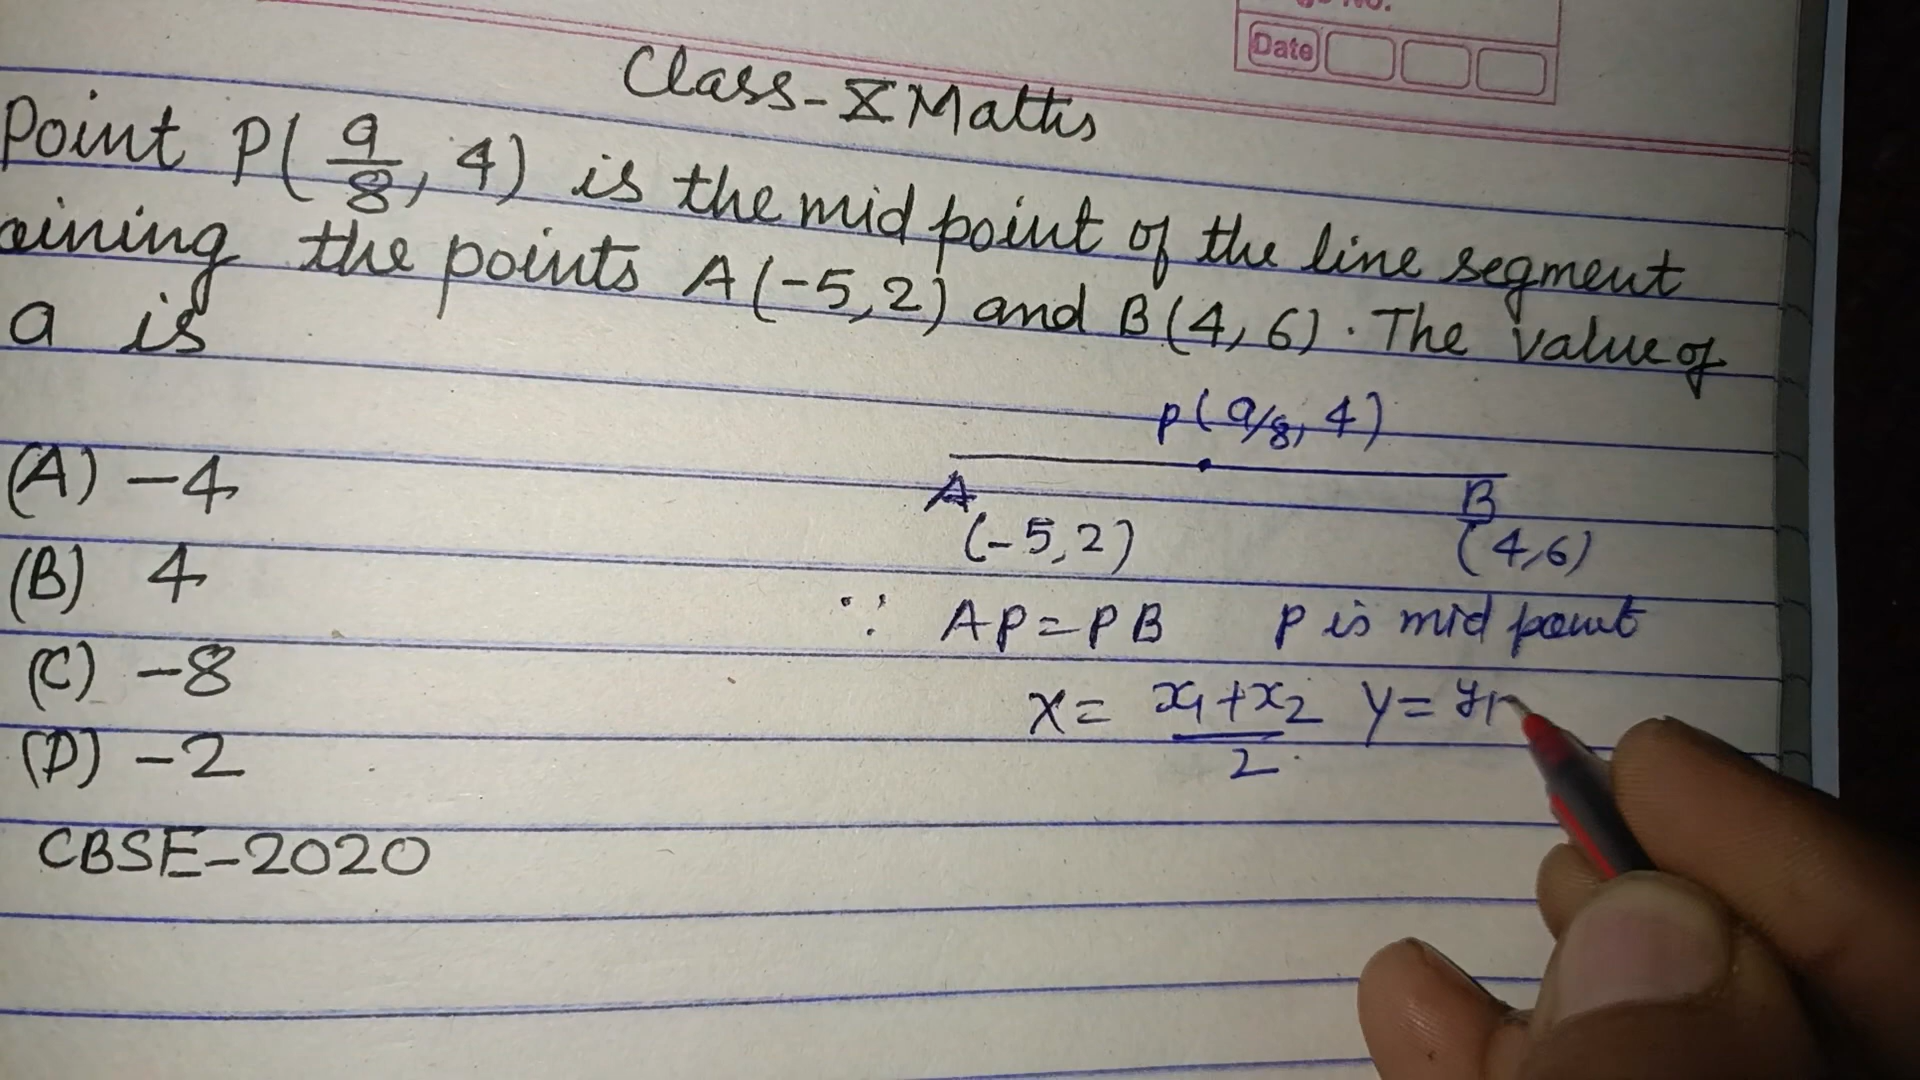 Date
Class-X Maths
Point P(a/8, 4) is the mid point of the line segment
oining the points A(-5,2) and B(4,6). The value of
a is
P(a/8, 4)
(A) -4
A B
(-5,2) (4,6)
(B) 4
∵ AP=PB P is mid point
(C) -8
X= x1+x2/2 Y= y1
(D) -2
CBSE-2020